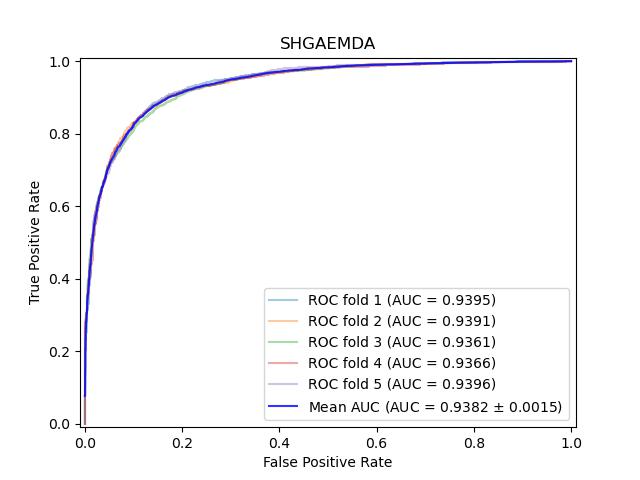 SHGAEMDA
1.0
0.8
0.6
0.4
0.2
0.0
True Positive Rate
ROC fold 1 (AUC = 0.9395)
ROC fold 2 (AUC = 0.9391)
ROC fold 3 (AUC = 0.9361)
ROC fold 4 (AUC = 0.9366)
ROC fold 5 (AUC = 0.9396)
Mean AUC (AUC = 0.9382 ± 0.0015)
0.0 0.2 0.4 0.6 0.8 1.0
False Positive Rate